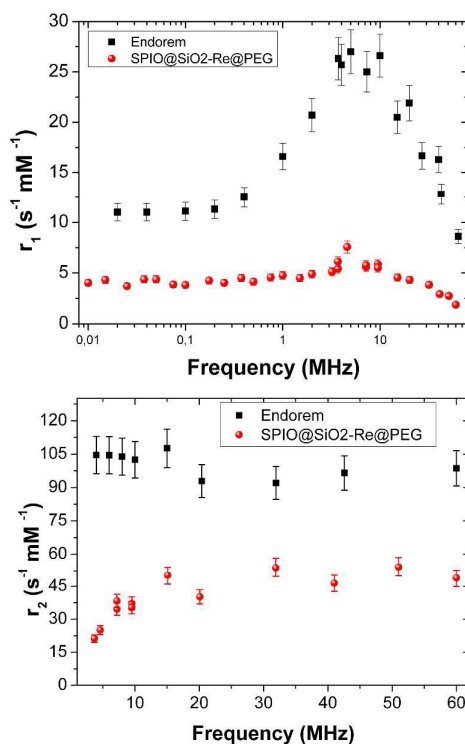 30
25
20
15
10
5
0
r₁ (s⁻¹ mM⁻¹)
Endorem
SPIO@SiO2-Re@PEG
0,01 0,1 1 10
Frequency (MHz)
120
105
90
75
60
45
30
15
0
r₂ (s⁻¹ mM⁻¹)
Endorem
SPIO@SiO2-Re@PEG
10 20 30 40 50 60
Frequency (MHz)